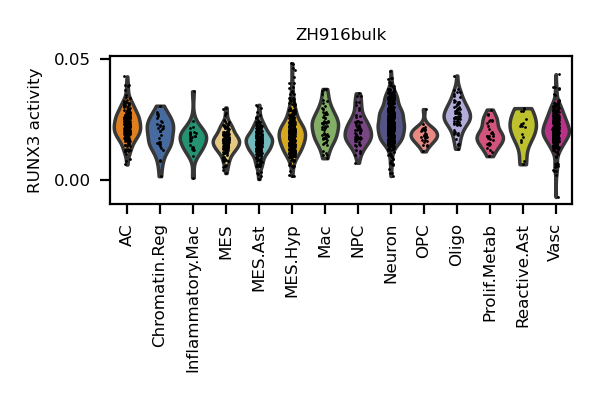 ZH916bulk
RUNX3 activity
0.05
0.00
AC
Chromatin.Reg
Inflammatory.Mac
MES
MES.Ast
MES.Hyp
Mac
NPC
Neuron
OPC
Oligo
Prolif.Metab
Reactive.Ast
Vasc